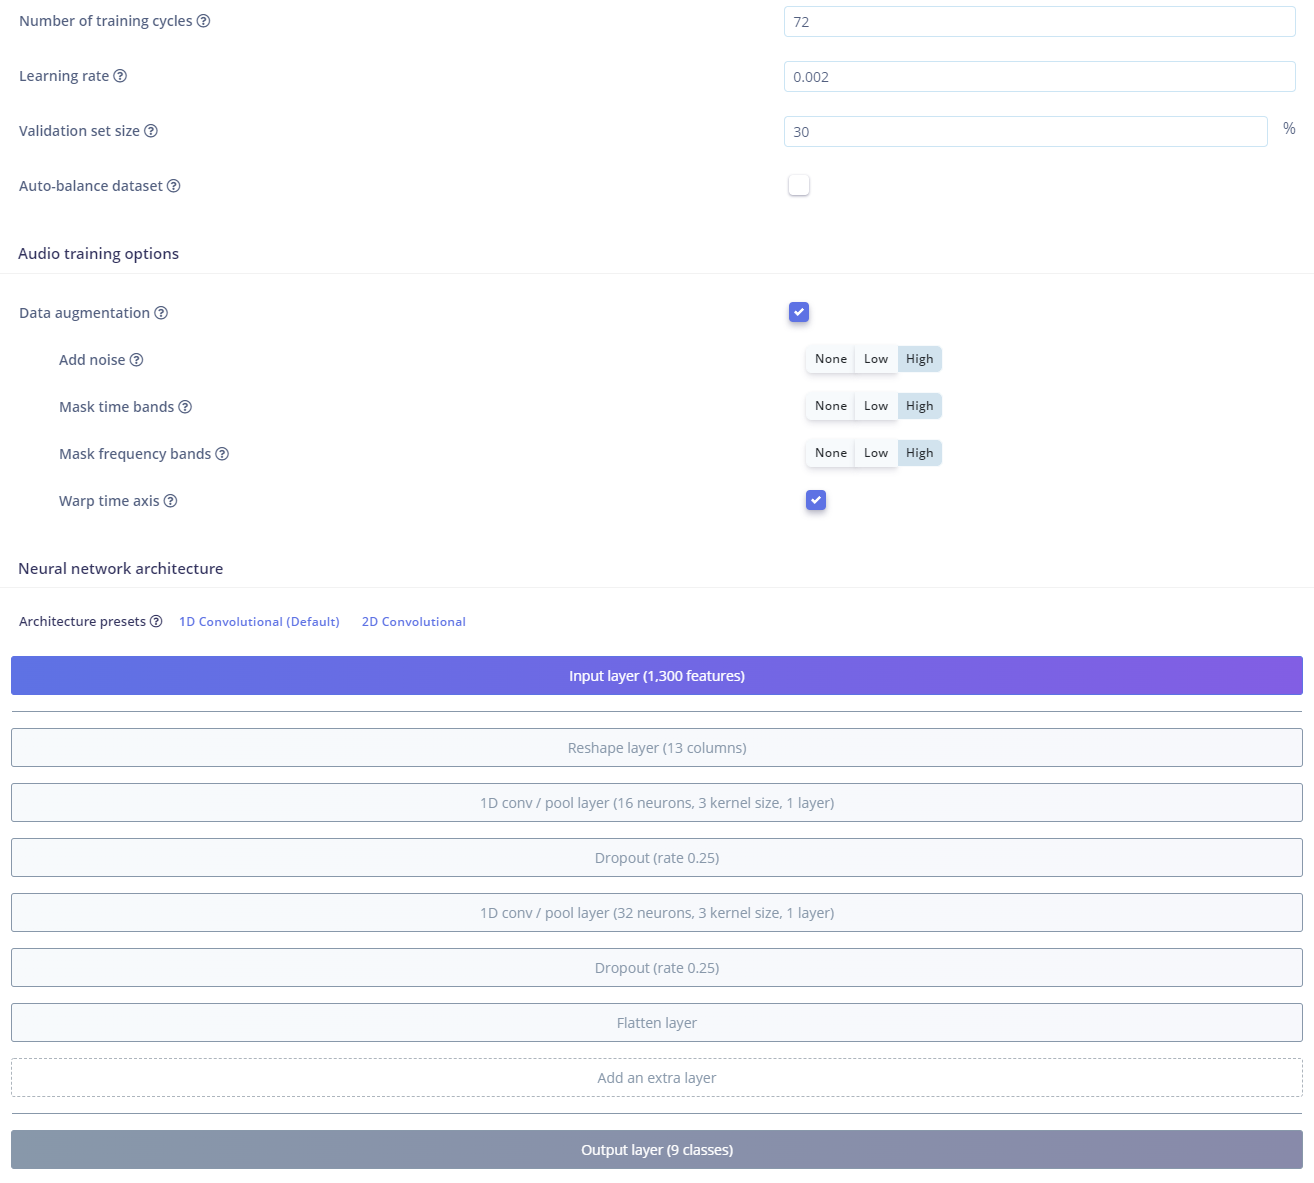 Number of training cycles
72
Learning rate
0.002
Validation set size
30 %
Auto-balance dataset
Audio training options
Data augmentation
Add noise
None Low High
Mask time bands
None Low High
Mask frequency bands
None Low High
Warp time axis
Neural network architecture
Architecture presets 1D Convolutional (Default) 2D Convolutional
Input layer (1,300 features)
Reshape layer (13 columns)
1D conv / pool layer (16 neurons, 3 kernel size, 1 layer)
Dropout (rate 0.25)
1D conv / pool layer (32 neurons, 3 kernel size, 1 layer)
Dropout (rate 0.25)
Flatten layer
Add an extra layer
Output layer (9 classes)